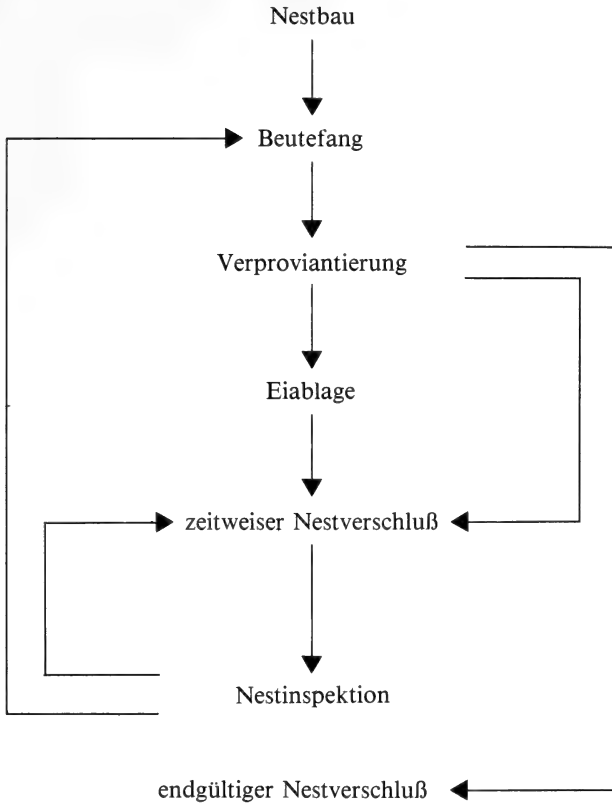 Nestbau
Beutefang
Verproviantierung
Eiablage
zeitweiser Nestverschluß
Nestinspektion
endgültiger Nestverschluß